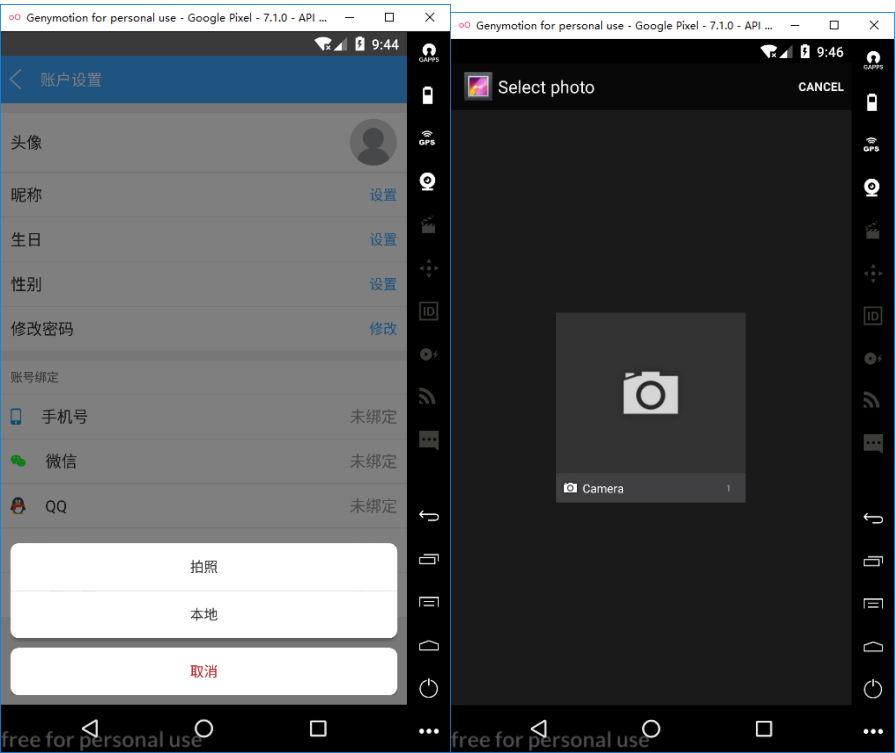 Genymotion for personal use - Google Pixel - 7.1.0 - API ...
9:44
账户设置
头像
昵称 设置
生日 设置
性别 设置
修改密码 修改
账号绑定
手机号 未绑定
微信 未绑定
QQ 未绑定
拍照
本地
取消
free for personal use
GAPPS
GPS
ID
Genymotion for personal use - Google Pixel - 7.1.0 - API ...
9:46
Select photo CANCEL
Camera 1
free for personal use
GAPPS
GPS
ID